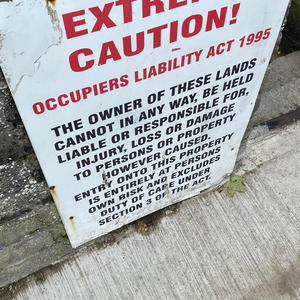 EXTREME
CAUTION!
OCCUPIERS LIABILITY ACT 1995
THE OWNER OF THESE LANDS
CANNOT IN ANY WAY, BE HELD
LIABLE OR RESPONSIBLE FOR,
INJURY, LOSS OR DAMAGE
TO PERSONS OR PROPERTY
HOWEVER CAUSED.
ENTRY ONTO THIS PROPERTY
IS ENTIRELY AT PERSONS
OWN RISK AND EXCLUDES
DUTY OF CARE UNDER
SECTION 3 OF THE ACT.